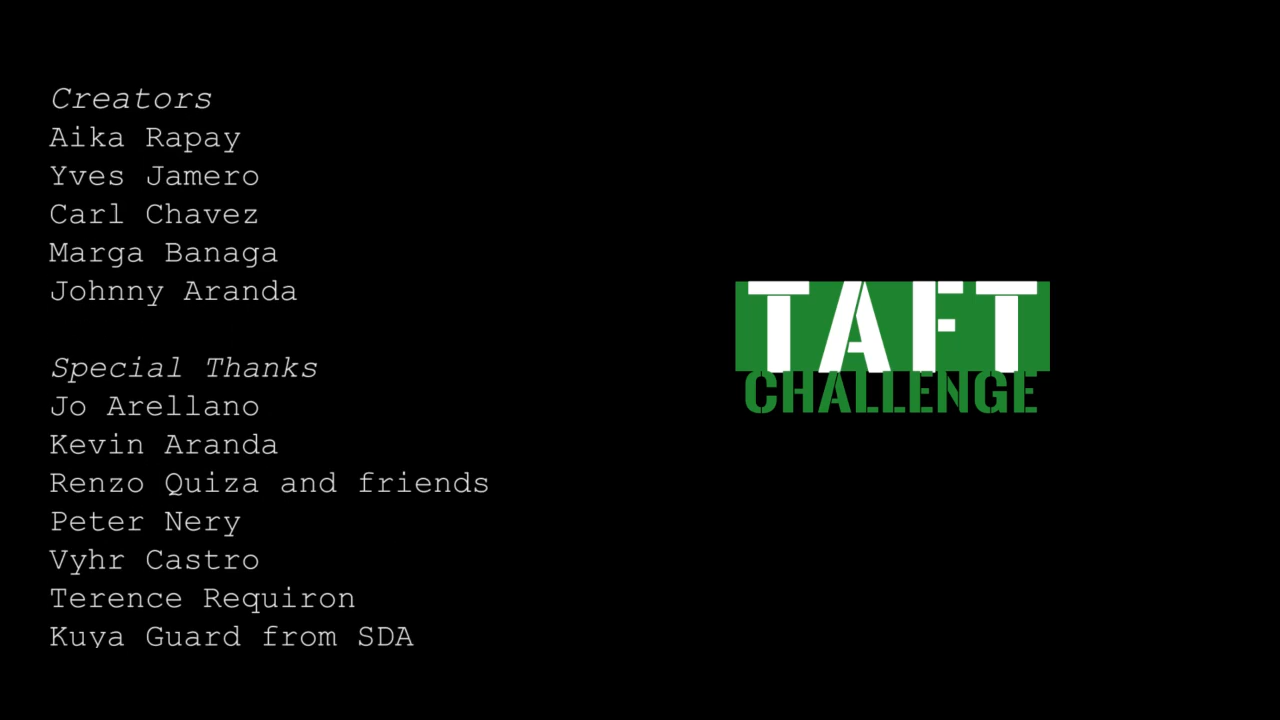 Creators
Aika Rapay
Yves Jamero
Carl Chavez
Marga Banaga
Johnny Aranda
Special Thanks
Jo Arellano
Kevin Aranda
Renzo Quiza and friends
Peter Nery
Vyhr Castro
Terence Requiron
Kuya Guard from SDA
TAFT
CHALLENGE